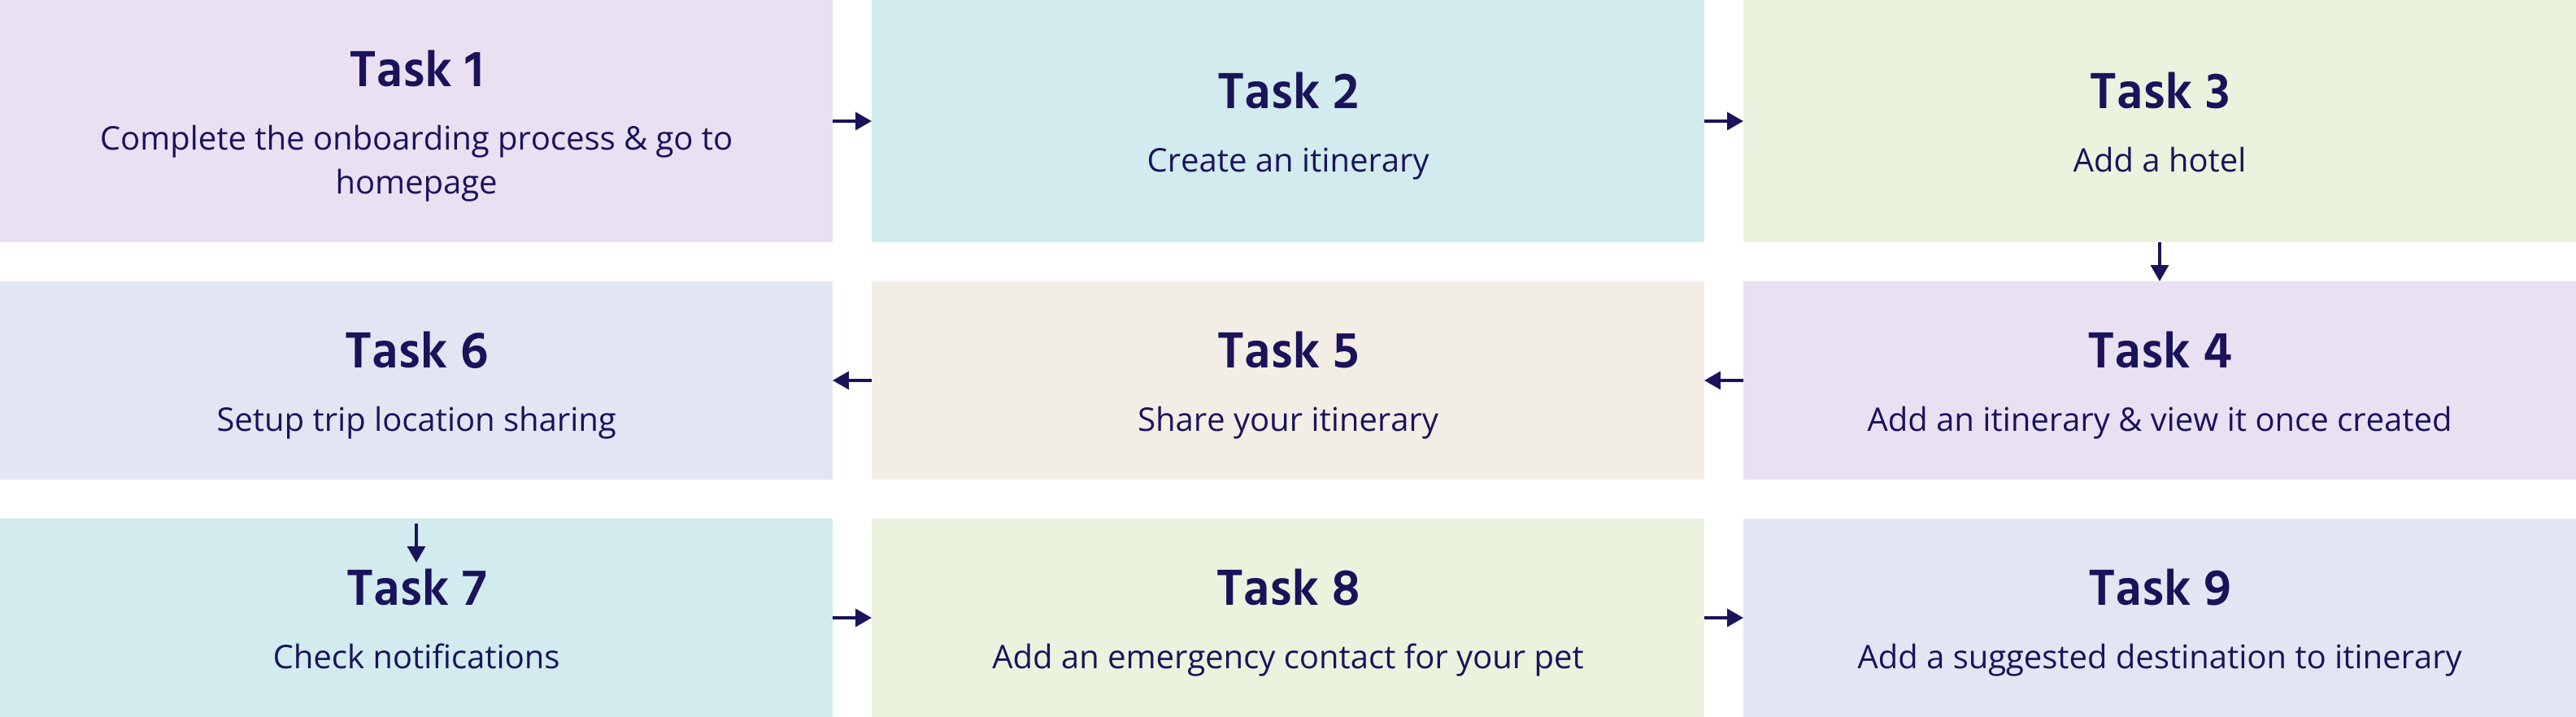 Task 1
Complete the onboarding process & go to
homepage
Task 2
Create an itinerary
Task 3
Add a hotel
Task 4
Add an itinerary & view it once created
Task 5
Share your itinerary
Task 6
Setup trip location sharing
Task 7
Check notifications
Task 8
Add an emergency contact for your pet
Task 9
Add a suggested destination to itinerary